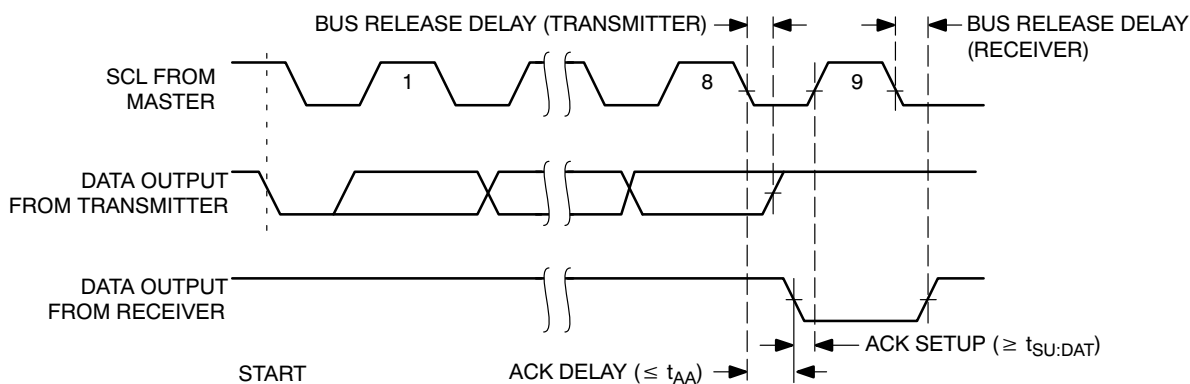 BUS RELEASE DELAY (TRANSMITTER)
BUS RELEASE DELAY
(RECEIVER)
SCL FROM
MASTER
1
8
9
DATA OUTPUT
FROM TRANSMITTER
DATA OUTPUT
FROM RECEIVER
ACK SETUP (≥ tSU:DAT)
START
ACK DELAY (≤ tAA)